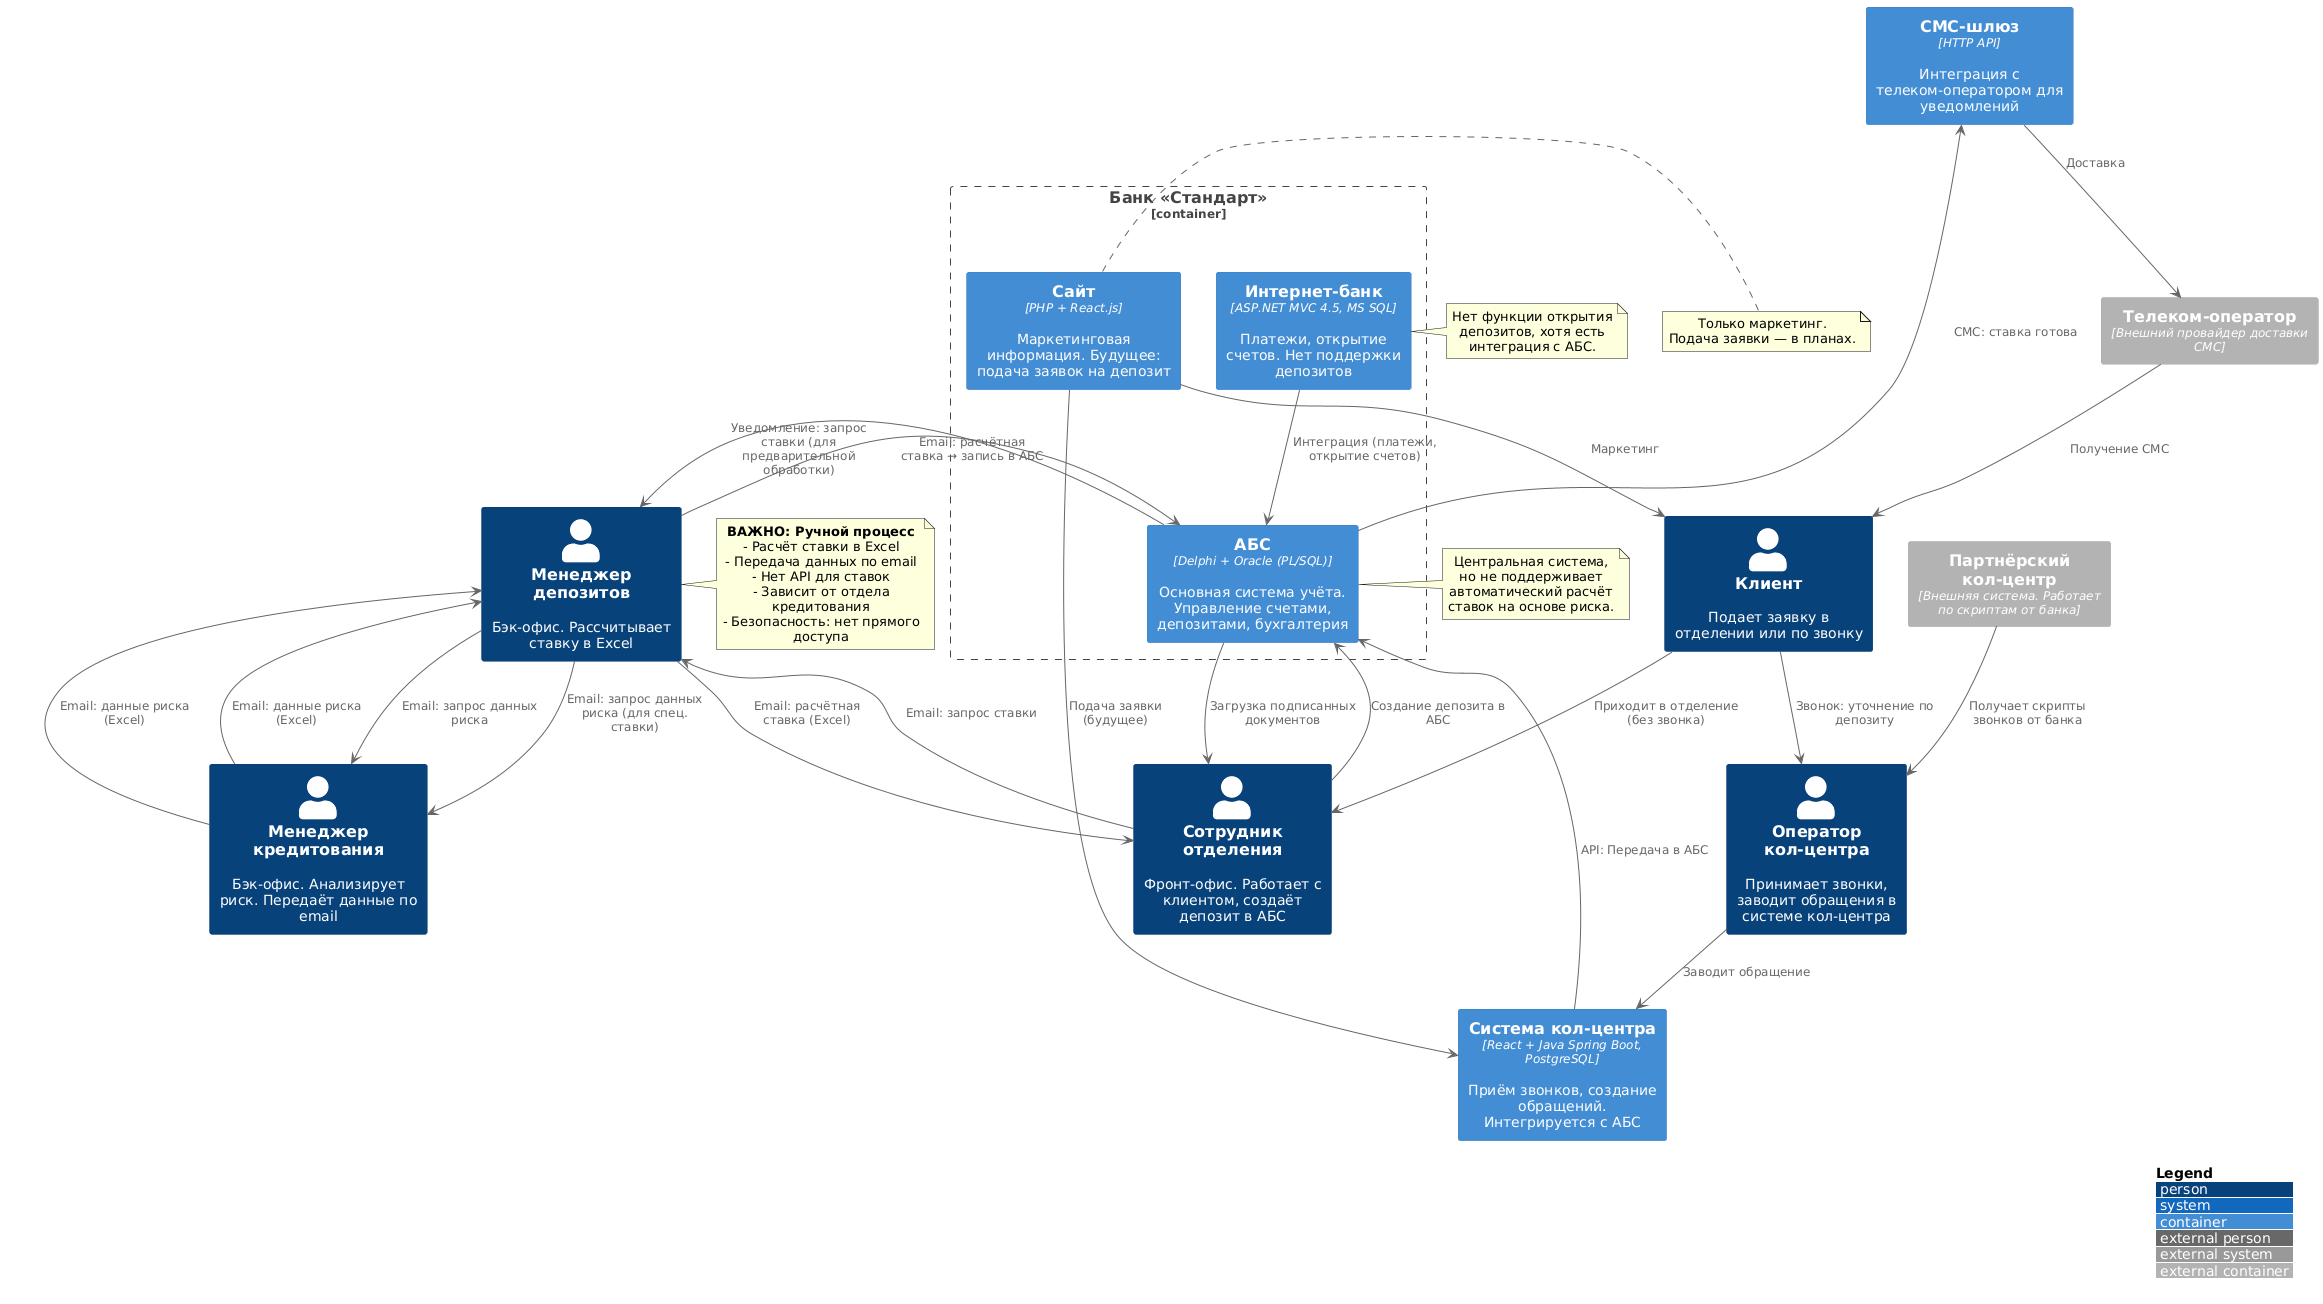 СМС-шлюз
[HTTP API]
Интеграция с
телеком-оператором для
уведомлений
Доставка
Банк «Стандарт»
[container]
Сайт
[PHP + React.js]
Маркетинговая
информация. Будущее:
подача заявок на депозит
Интернет-банк
[ASP.NET MVC 4.5, MS SQL]
Платежи, открытие
счетов. Нет поддержки
депозитов
Нет функции открытия
депозитов, хотя есть
интеграция с АБС.
Только маркетинг.
Подача заявки — в планах.
СМС: ставка готова
Телеком-оператор
[Внешний провайдер доставки
СМС]
Уведомление: запрос
ставки (для
предварительной
обработки)
Email: расчётная
ставка → запись в АБС
Интеграция (платежи,
открытие счетов)
Маркетинг
Получение СМС
Менеджер
депозитов
Бэк-офис. Рассчитывает
ставку в Excel
ВАЖНО: Ручной процесс
- Расчёт ставки в Excel
- Передача данных по email
- Нет API для ставок
- Зависит от отдела
кредитования
- Безопасность: нет прямого
доступа
АБС
[Delphi + Oracle (PL/SQL)]
Основная система учёта.
Управление счетами,
депозитами, бухгалтерия
Центральная система,
но не поддерживает
автоматический расчёт
ставок на основе риска.
Клиент
Подает заявку в
отделении или по звонку
Партнёрский
кол-центр
[Внешняя система. Работает
по скриптам от банка]
Email: данные риска
(Excel)
Email: данные риска
(Excel)
Email: запрос данных
риска
Email: запрос данных
риска (для спец.
ставки)
Email: расчётная
ставка (Excel)
Email: запрос ставки
Подача заявки
(будущее)
Загрузка подписанных
документов
Создание депозита в
АБС
Приходит в отделение
(без звонка)
Звонок: уточнение по
депозиту
Получает скрипты
звонков от банка
Менеджер
кредитования
Бэк-офис. Анализирует
риск. Передаёт данные по
email
Сотрудник
отделения
Фронт-офис. Работает с
клиентом, создаёт
депозит в АБС
API: Передача в АБС
Оператор
кол-центра
Принимает звонки,
заводит обращения в
системе кол-центра
Заводит обращение
Система кол-центра
[React + Java Spring Boot,
PostgreSQL]
Приём звонков, создание
обращений.
Интегрируется с АБС
Legend
person
system
container
external person
external system
external container